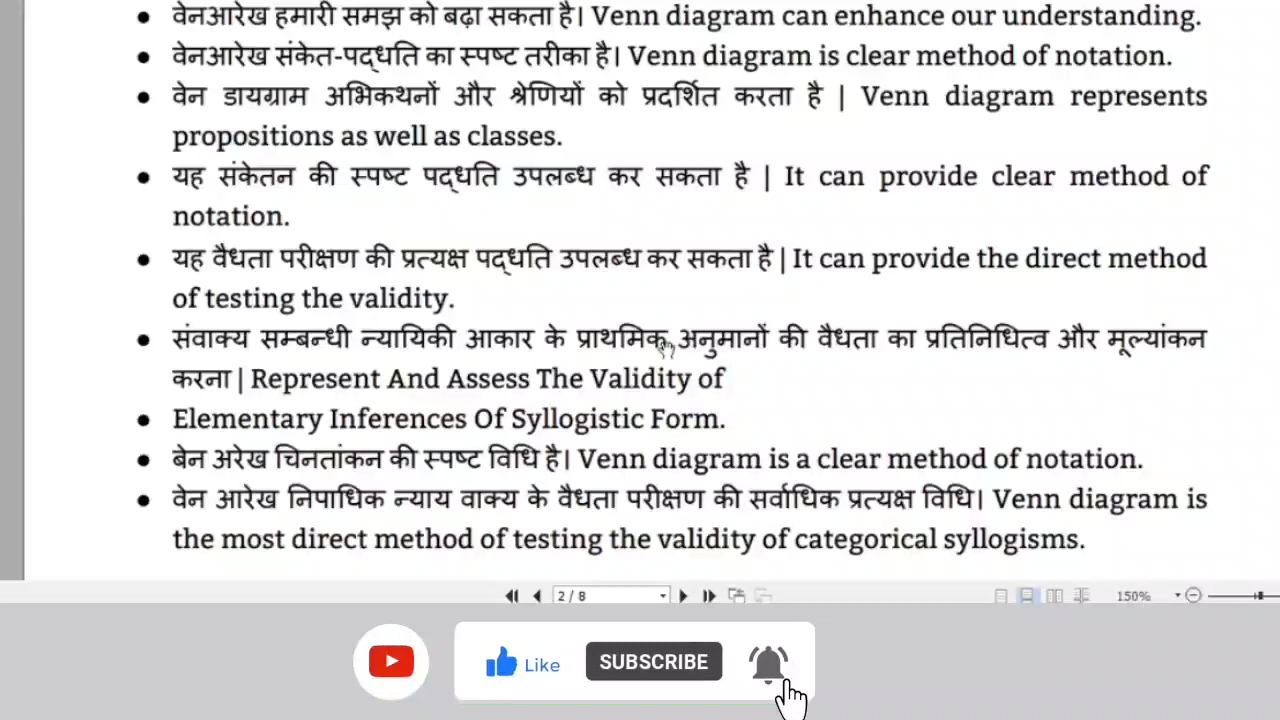 ● वेनआरेख हमारी समझ को बढ़ा सकता है। Venn diagram can enhance our understanding.
● वेनआरेख संकेत-पद्धति का स्पष्ट तरीका है। Venn diagram is clear method of notation.
● वेन डायग्राम अभिकथनों और श्रेणियों को प्रदर्शित करता है | Venn diagram represents
propositions as well as classes.
● यह संकेतन की स्पष्ट पद्धति उपलब्ध कर सकता है | It can provide clear method of
notation.
● यह वैधता परीक्षण की प्रत्यक्ष पद्धति उपलब्ध कर सकता है | It can provide the direct method
of testing the validity.
● संवाक्य सम्बन्धी न्यायिकी आकार के प्राथमिक अनुमानों की वैधता का प्रतिनिधित्व और मूल्यांकन
करना | Represent And Assess The Validity of
● Elementary Inferences Of Syllogistic Form.
● बेन अरेख चिनतांकन की स्पष्ट विधि है। Venn diagram is a clear method of notation.
● वेन आरेख निपाधिक न्याय वाक्य के वैधता परीक्षण की सर्वाधिक प्रत्यक्ष विधि। Venn diagram is
the most direct method of testing the validity of categorical syllogisms.
2 / 8 150%
Like SUBSCRIBE